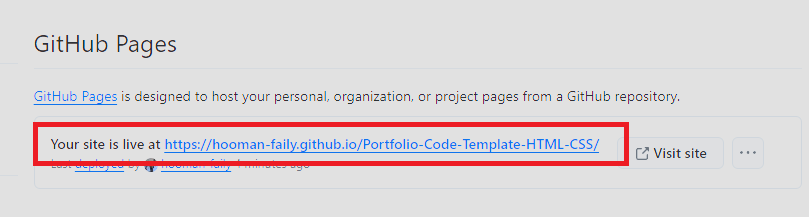 GitHub Pages
GitHub Pages is designed to host your personal, organization, or project pages from a GitHub repository.
Your site is live at https://hooman-faily.github.io/Portfolio-Code-Template-HTML-CSS/
Visit site
Last deployed by hooman-faily minutes ago